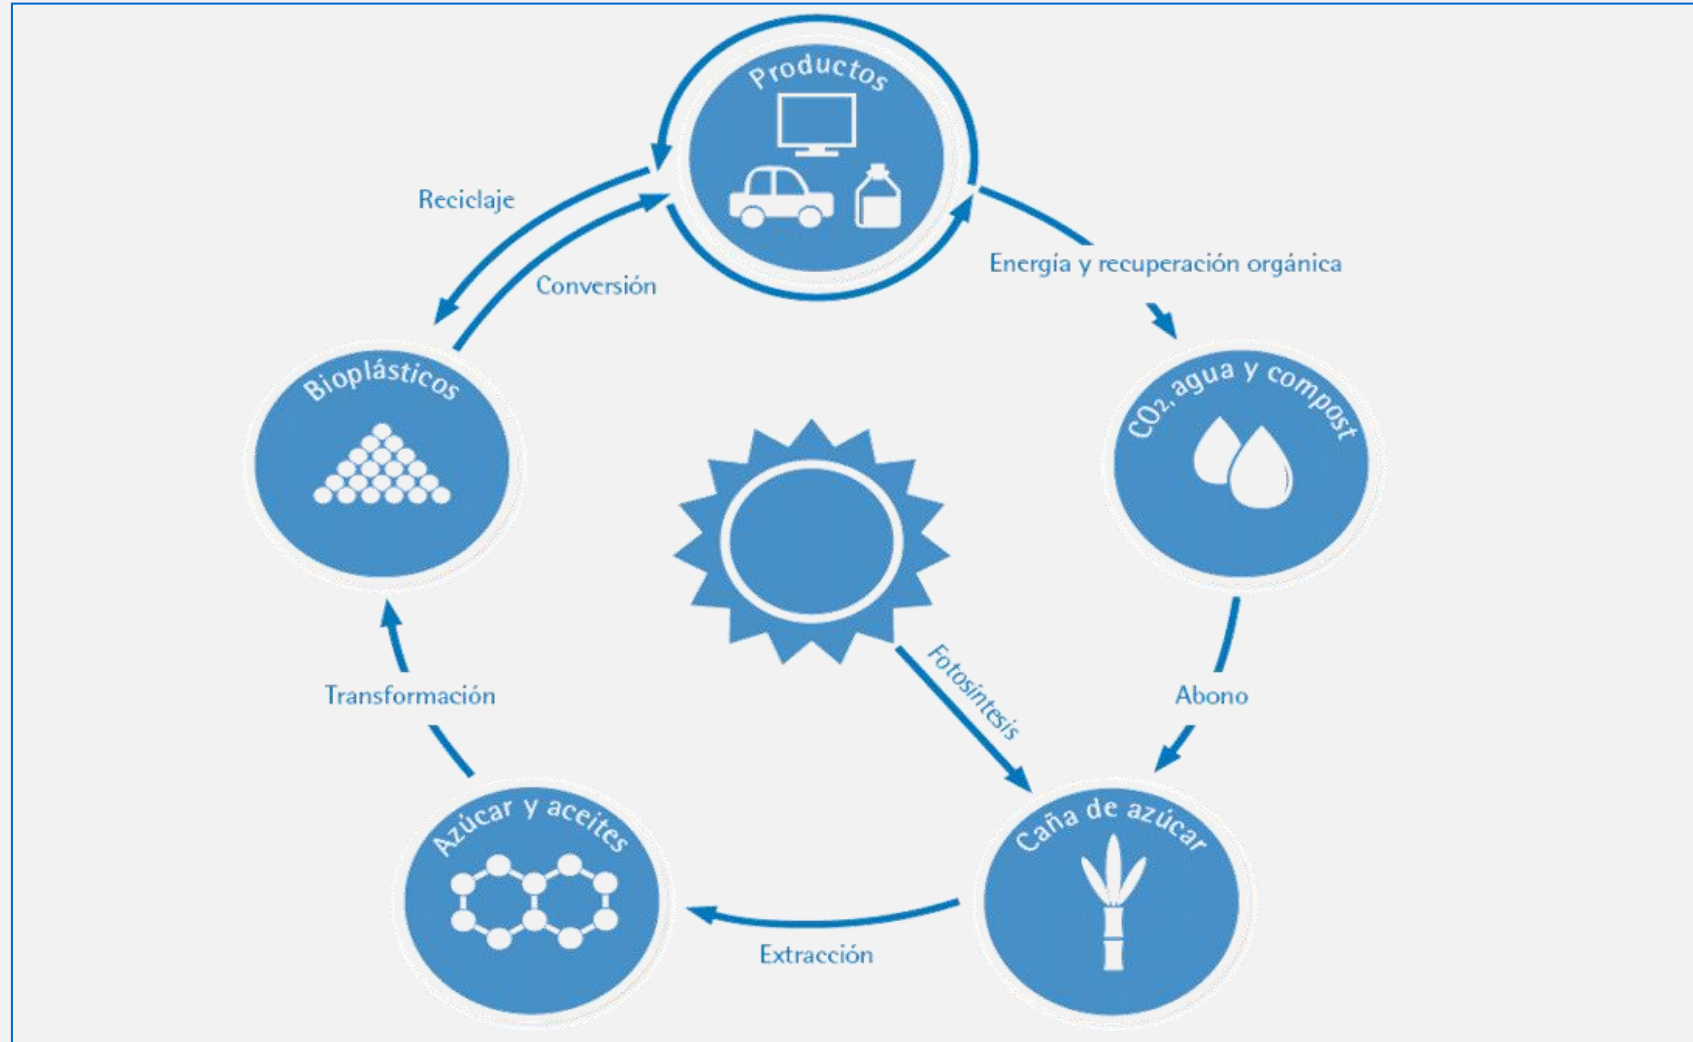 Productos
Reciclaje
Conversión
Energía y recuperación orgánica
Bioplásticos
CO₂, agua y compost
Fotosíntesis
Transformación
Abono
Azúcar y aceites
Caña de azúcar
Extracción